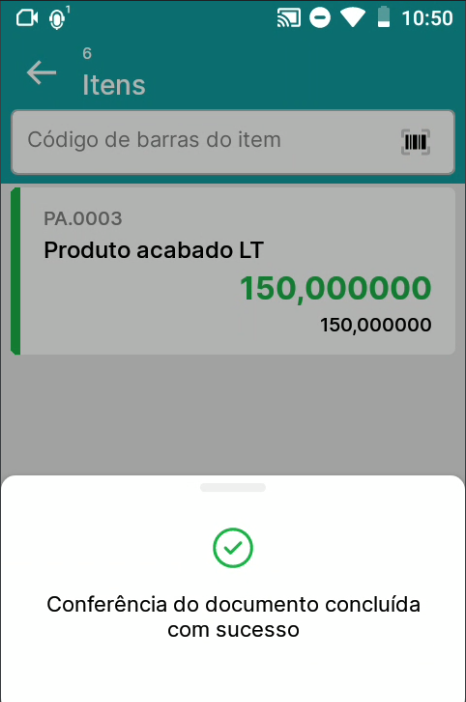 1
10:50
6
Itens
Código de barras do item
PA.0003
Produto acabado LT
150,000000
150,000000
Conferência do documento concluída
com sucesso